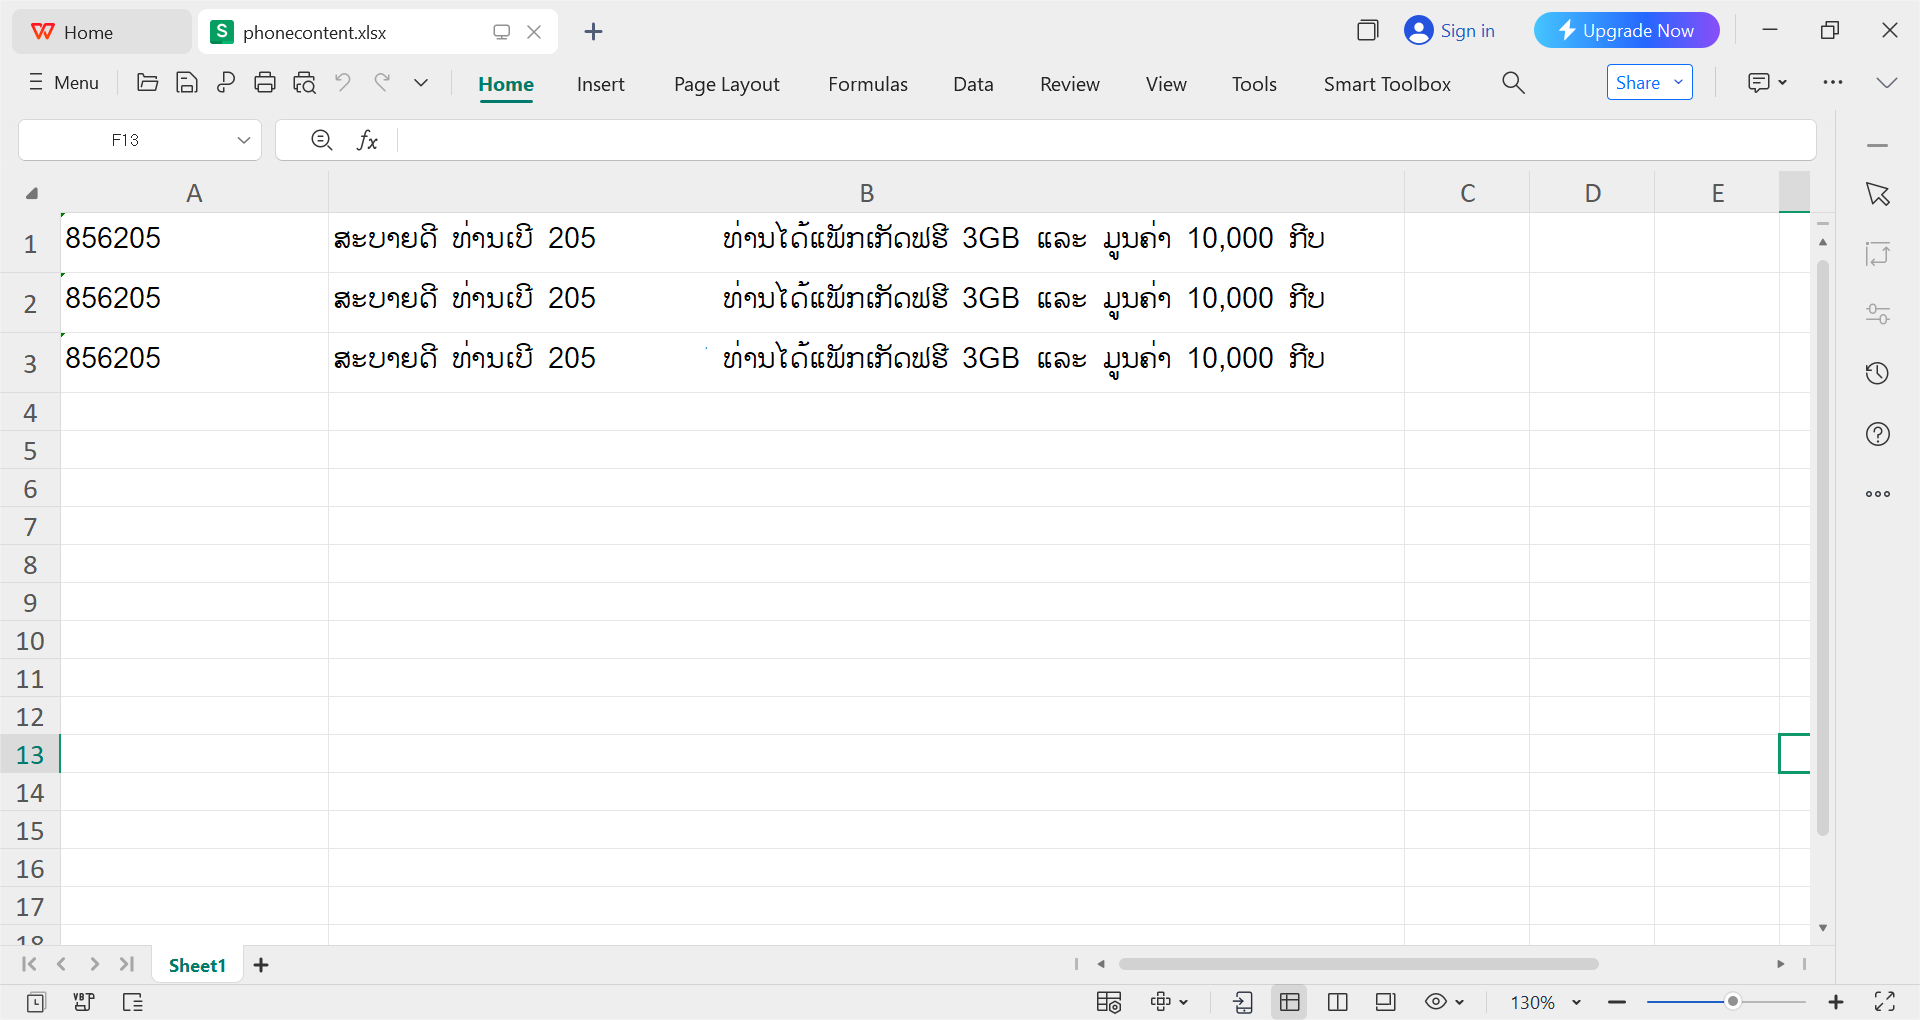 Home
phonecontent.xlsx
Sign in
Upgrade Now
Menu
Home Insert Page Layout Formulas Data Review View Tools Smart Toolbox
Share
F13
fx
A B C D E
1 856205 ສະບາຍດີ ທ່ານເບີ 205 ທ່ານໄດ້ແພັກເກັດຟຣີ 3GB ແລະ ມູນຄ່າ 10,000 ກີບ
2 856205 ສະບາຍດີ ທ່ານເບີ 205 ທ່ານໄດ້ແພັກເກັດຟຣີ 3GB ແລະ ມູນຄ່າ 10,000 ກີບ
3 856205 ສະບາຍດີ ທ່ານເບີ 205 ທ່ານໄດ້ແພັກເກັດຟຣີ 3GB ແລະ ມູນຄ່າ 10,000 ກີບ
4
5
6
7
8
9
10
11
12
13
14
15
16
17
18
Sheet1
130%